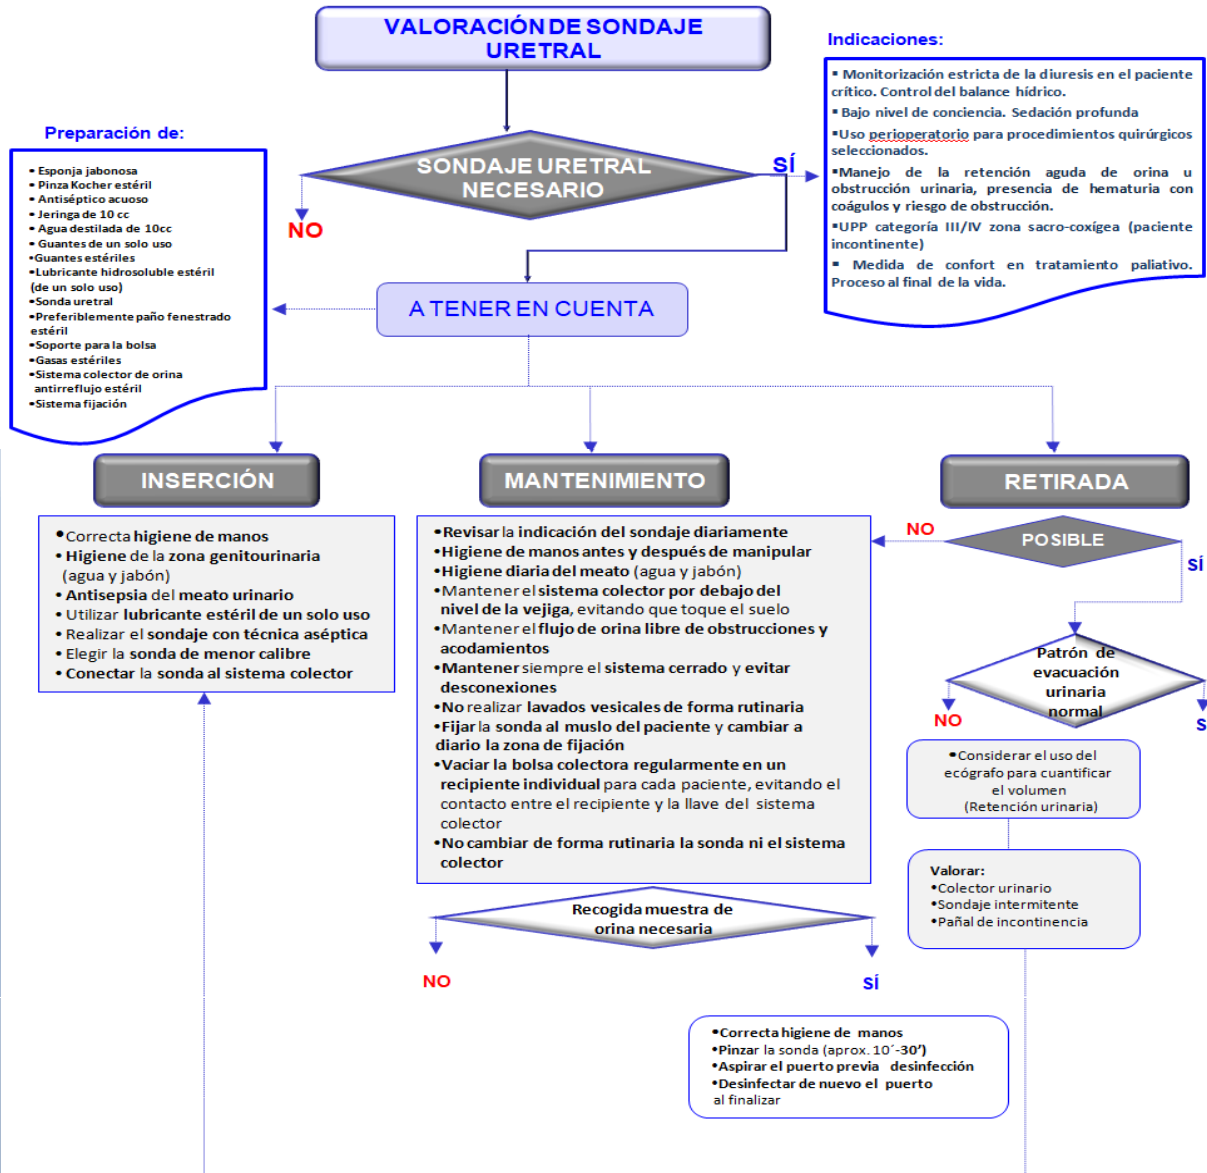 VALORACIÓN DE SONDAJE
URETRAL
Indicaciones:
▪ Monitorización estricta de la diuresis en el paciente
crítico. Control del balance hídrico.
▪ Bajo nivel de conciencia. Sedación profunda
▪Uso perioperatorio para procedimientos quirúrgicos
seleccionados.
▪Manejo de la retención aguda de orina u
obstrucción urinaria, presencia de hematuria con
coágulos y riesgo de obstrucción.
▪UPP categoría III/IV zona sacro-coxígea (paciente
incontinente)
▪ Medida de confort en tratamiento paliativo.
Proceso al final de la vida.
Preparación de:
•Esponja jabonosa
•Pinza Kocher estéril
•Antiséptico acuoso
•Jeringa de 10 cc
•Agua destilada de 10cc
•Guantes de un solo uso
•Guantes estériles
•Lubricante hidrosoluble estéril
(de un solo uso)
•Sonda uretral
•Preferiblemente paño fenestrado
estéril
•Soporte para la bolsa
•Gasas estériles
•Sistema colector de orina
antirreflujo estéril
•Sistema fijación
SONDAJE URETRAL
NECESARIO
SÍ
NO
A TENER EN CUENTA
INSERCIÓN
•Correcta higiene de manos
• Higiene de la zona genitourinaria
(agua y jabón)
• Antisepsia del meato urinario
• Utilizar lubricante estéril de un solo uso
• Realizar el sondaje con técnica aséptica
• Elegir la sonda de menor calibre
• Conectar la sonda al sistema colector
MANTENIMIENTO
•Revisar la indicación del sondaje diariamente
•Higiene de manos antes y después de manipular
•Higiene diaria del meato (agua y jabón)
•Mantener el sistema colector por debajo del
nivel de la vejiga, evitando que toque el suelo
•Mantener el flujo de orina libre de obstrucciones y
acodamientos
•Mantener siempre el sistema cerrado y evitar
desconexiones
•No realizar lavados vesicales de forma rutinaria
•Fijar la sonda al muslo del paciente y cambiar a
diario la zona de fijación
•Vaciar la bolsa colectora regularmente en un
recipiente individual para cada paciente, evitando el
contacto entre el recipiente y la llave del sistema
colector
•No cambiar de forma rutinaria la sonda ni el sistema
colector
Recogida muestra de
orina necesaria
NO
SÍ
•Correcta higiene de manos
•Pinzar la sonda (aprox. 10´-30’)
•Aspirar el puerto previa desinfección
•Desinfectar de nuevo el puerto
al finalizar
RETIRADA
POSIBLE
NO
SÍ
Patrón de
evacuación
urinaria
normal
NO
S
•Considerar el uso del
ecógrafo para cuantificar
el volumen
(Retención urinaria)
Valorar:
•Colector urinario
•Sondaje intermitente
•Pañal de incontinencia